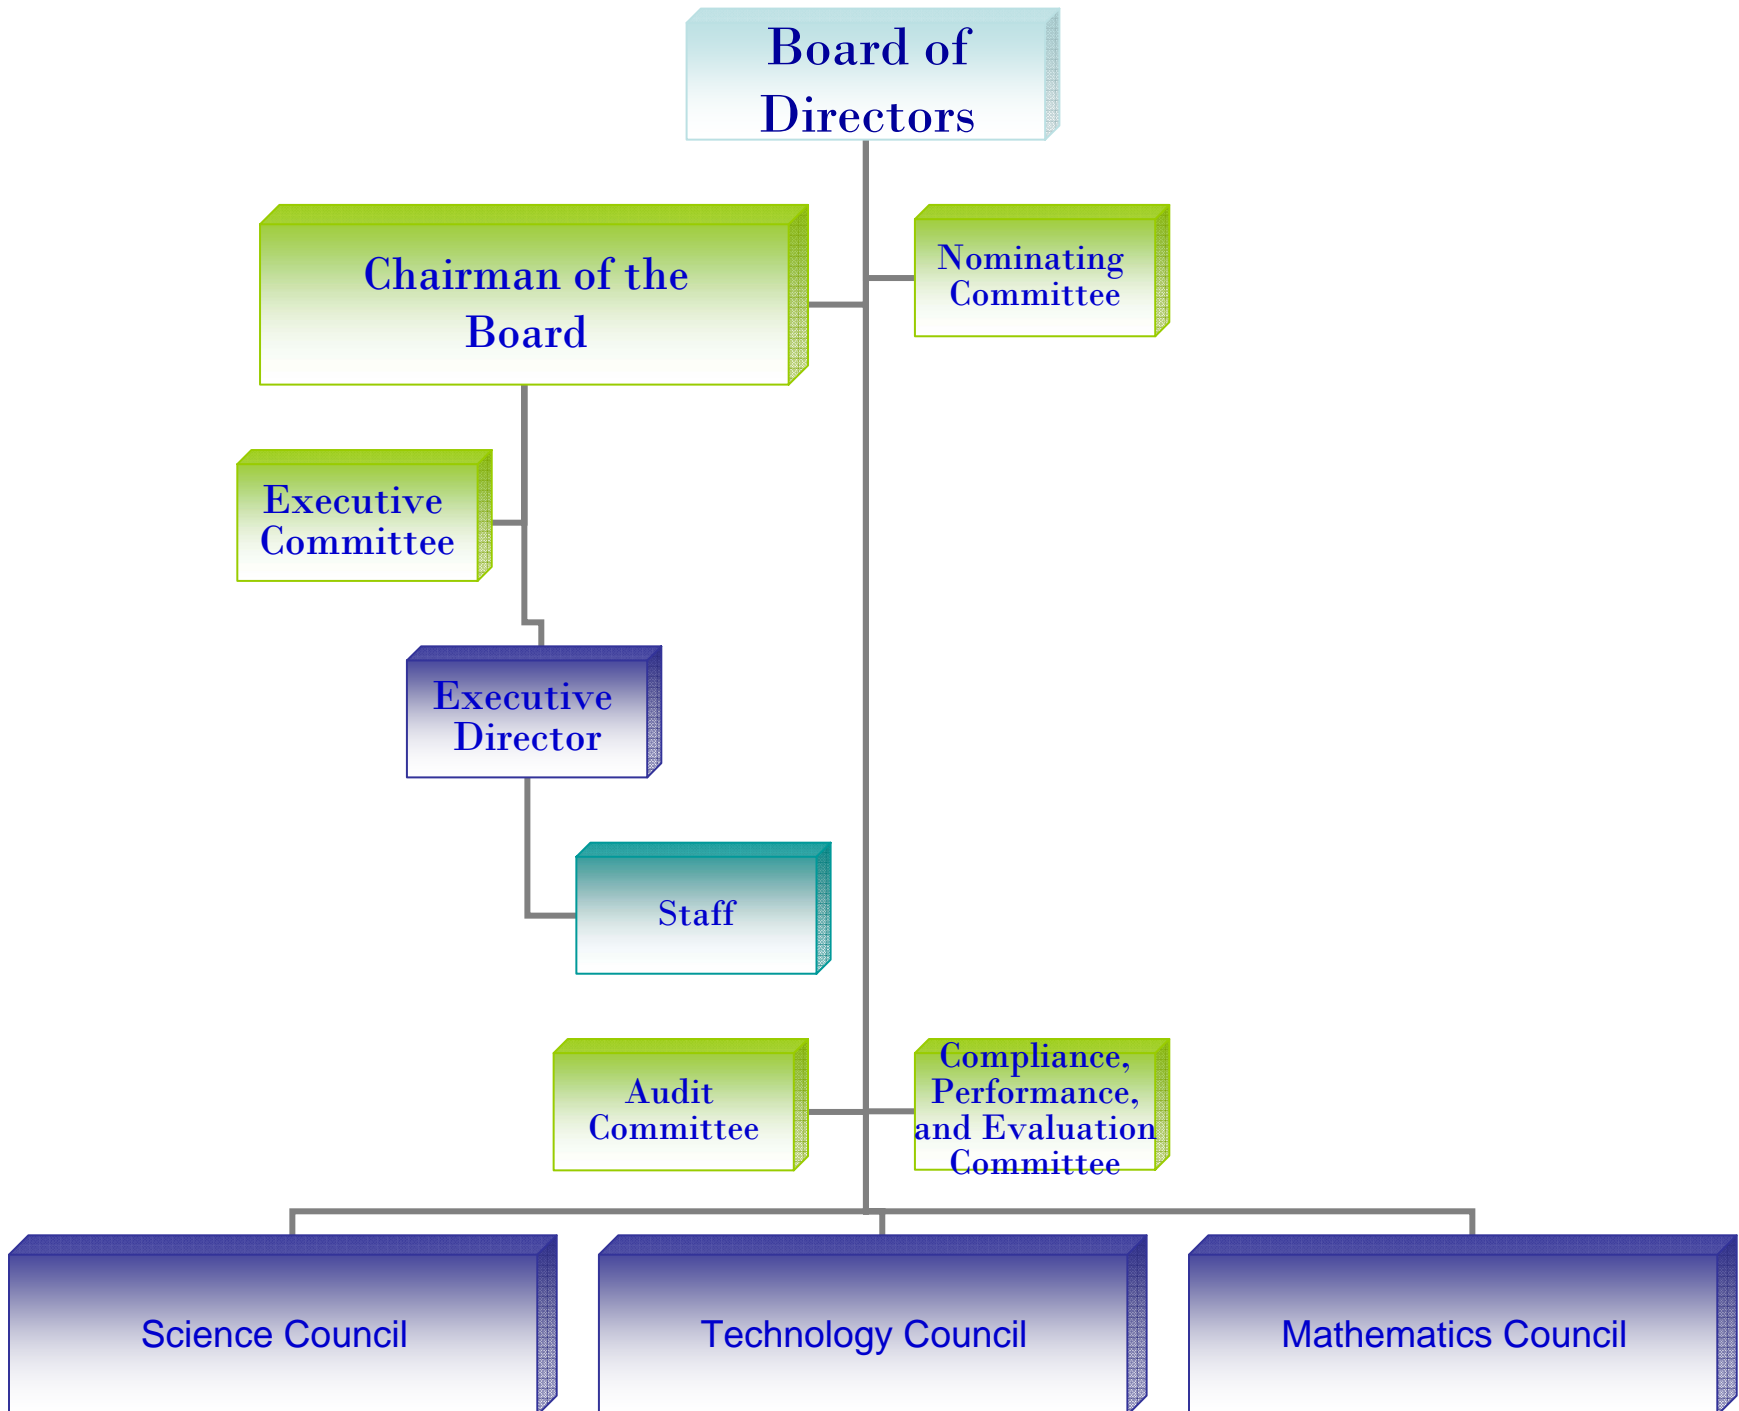 Board of
Directors
Chairman of the
Board
Nominating
Committee
Executive
Committee
Executive
Director
Staff
Audit
Committee
Compliance,
Performance,
and Evaluation
Committee
Science Council
Technology Council
Mathematics Council